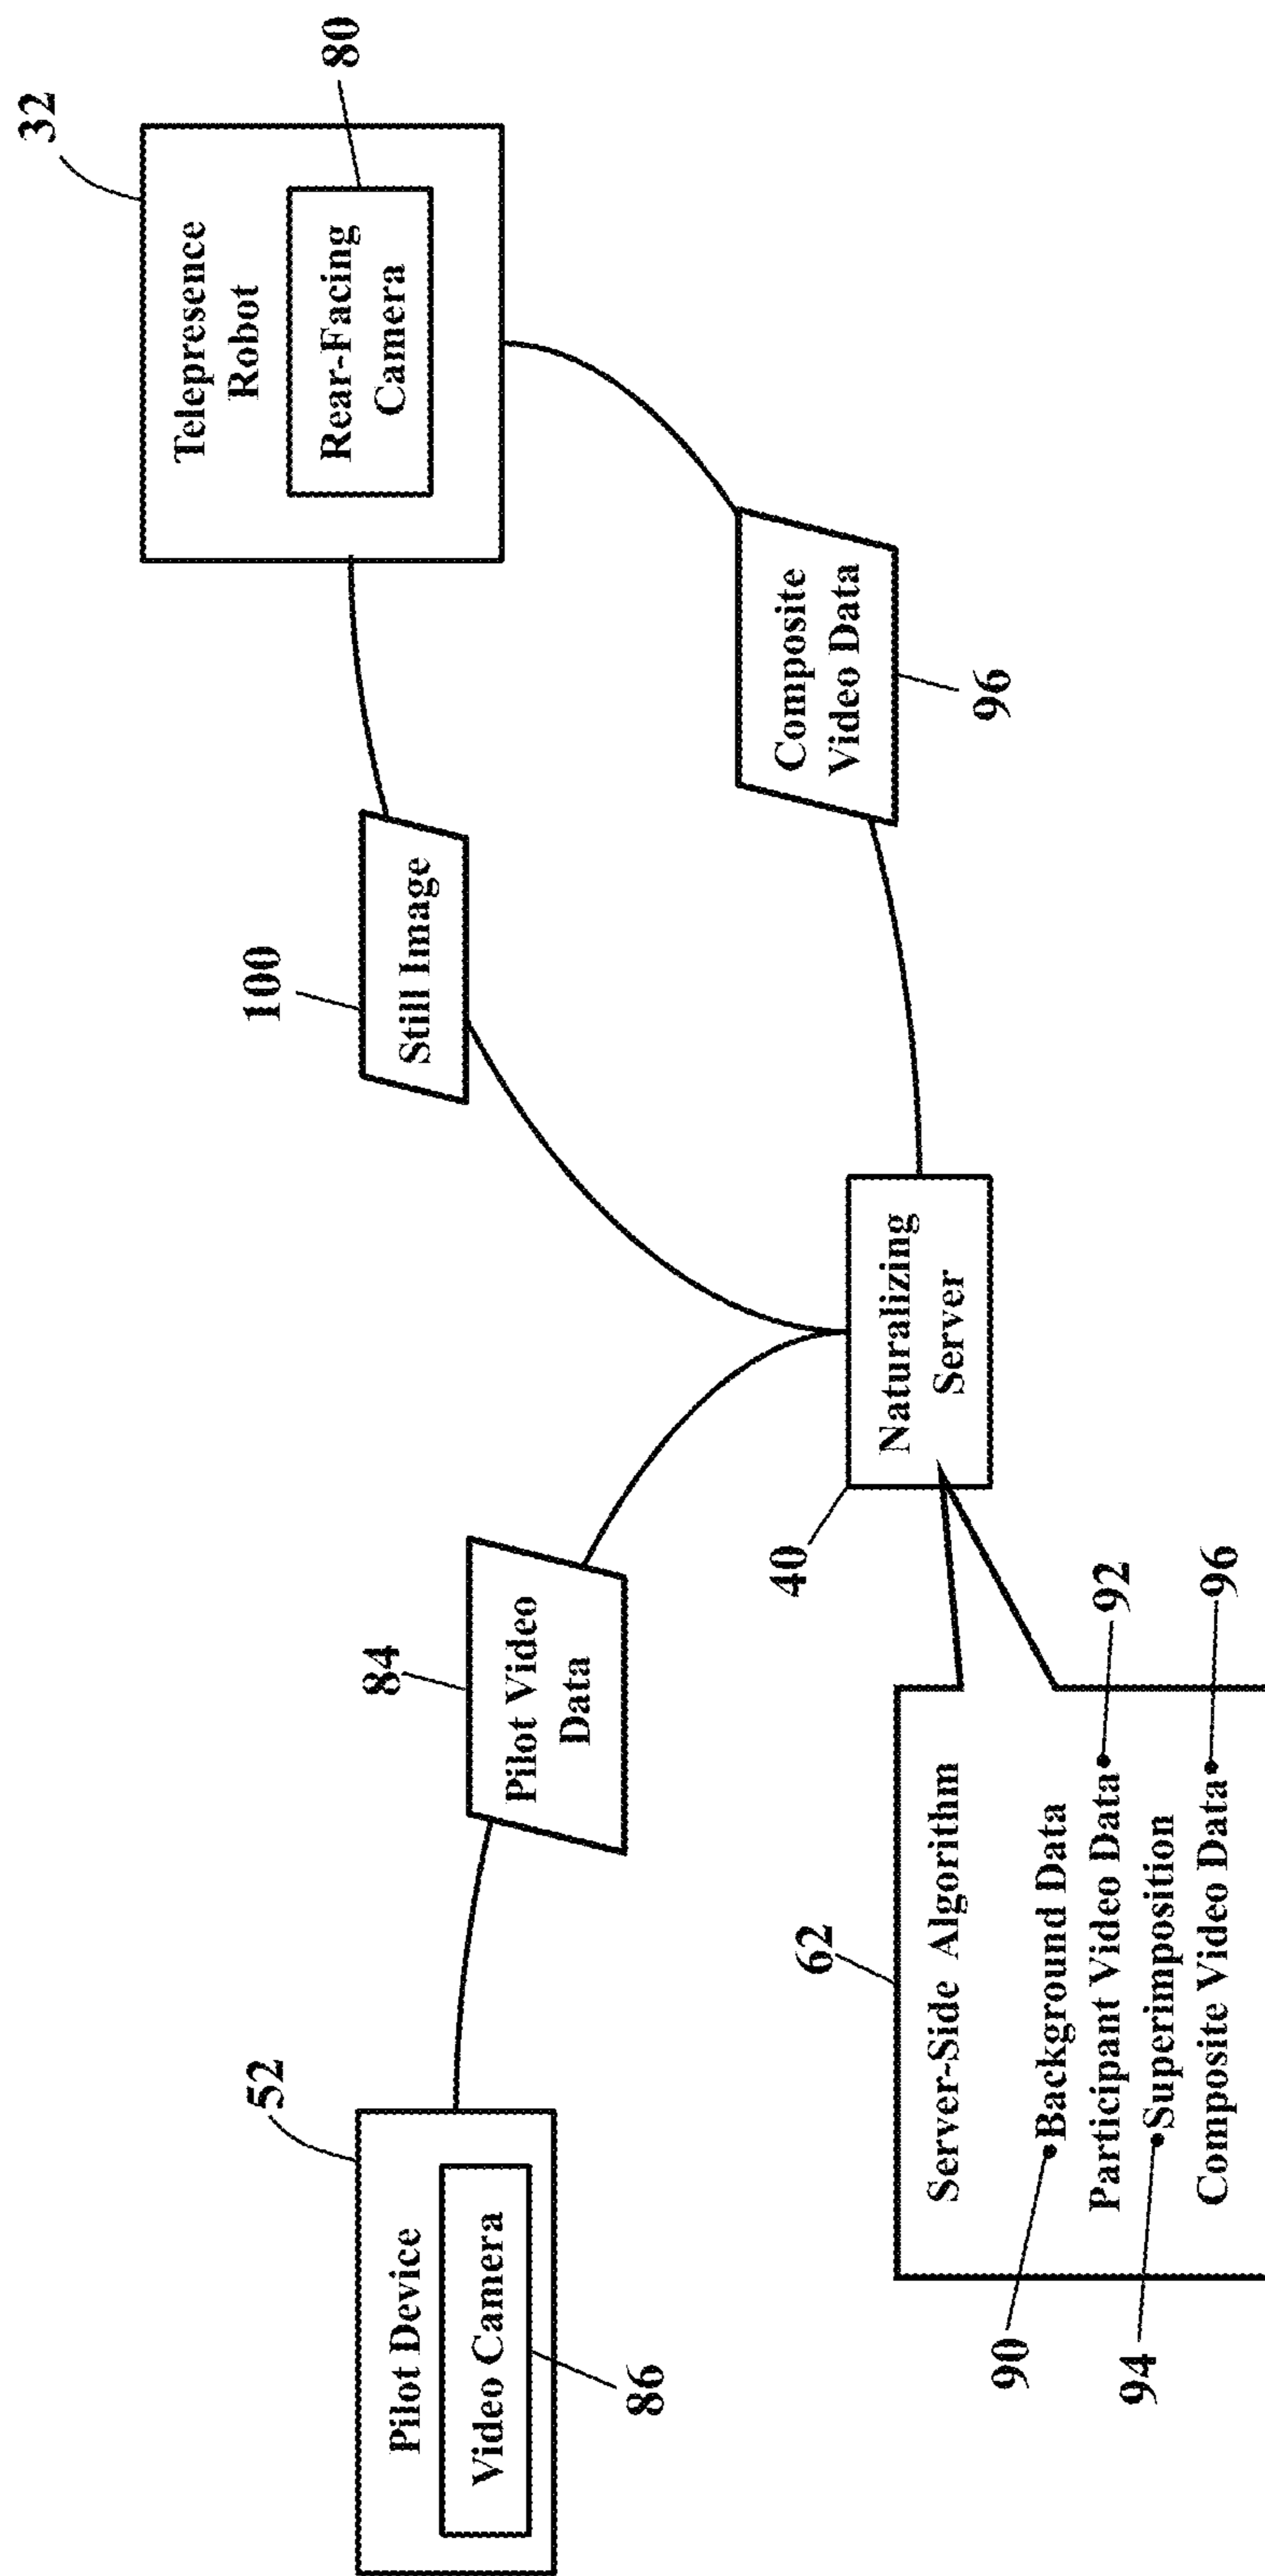 52
Pilot Device
Video Camera
86
84
Pilot Video
Data
100
Still Image
32
Telepresence
Robot
Rear-Facing
Camera
80
Composite
Video Data
96
40
Naturalizing
Server
62
Server-Side Algorithm
90
Background Data
Participant Video Data
92
94
Superimposition
Composite Video Data
96